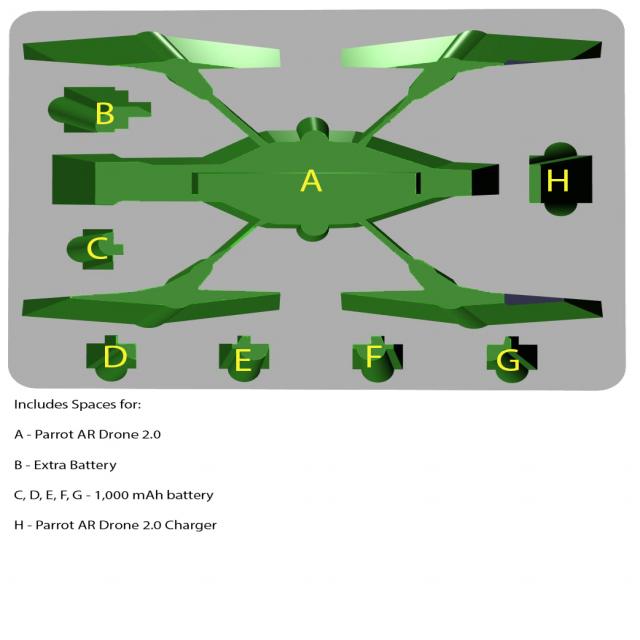 B
A
H
C
D
E
F
G
Includes Spaces for:
A - Parrot AR Drone 2.0
B - Extra Battery
C, D, E, F, G - 1,000 mAh battery
H - Parrot AR Drone 2.0 Charger